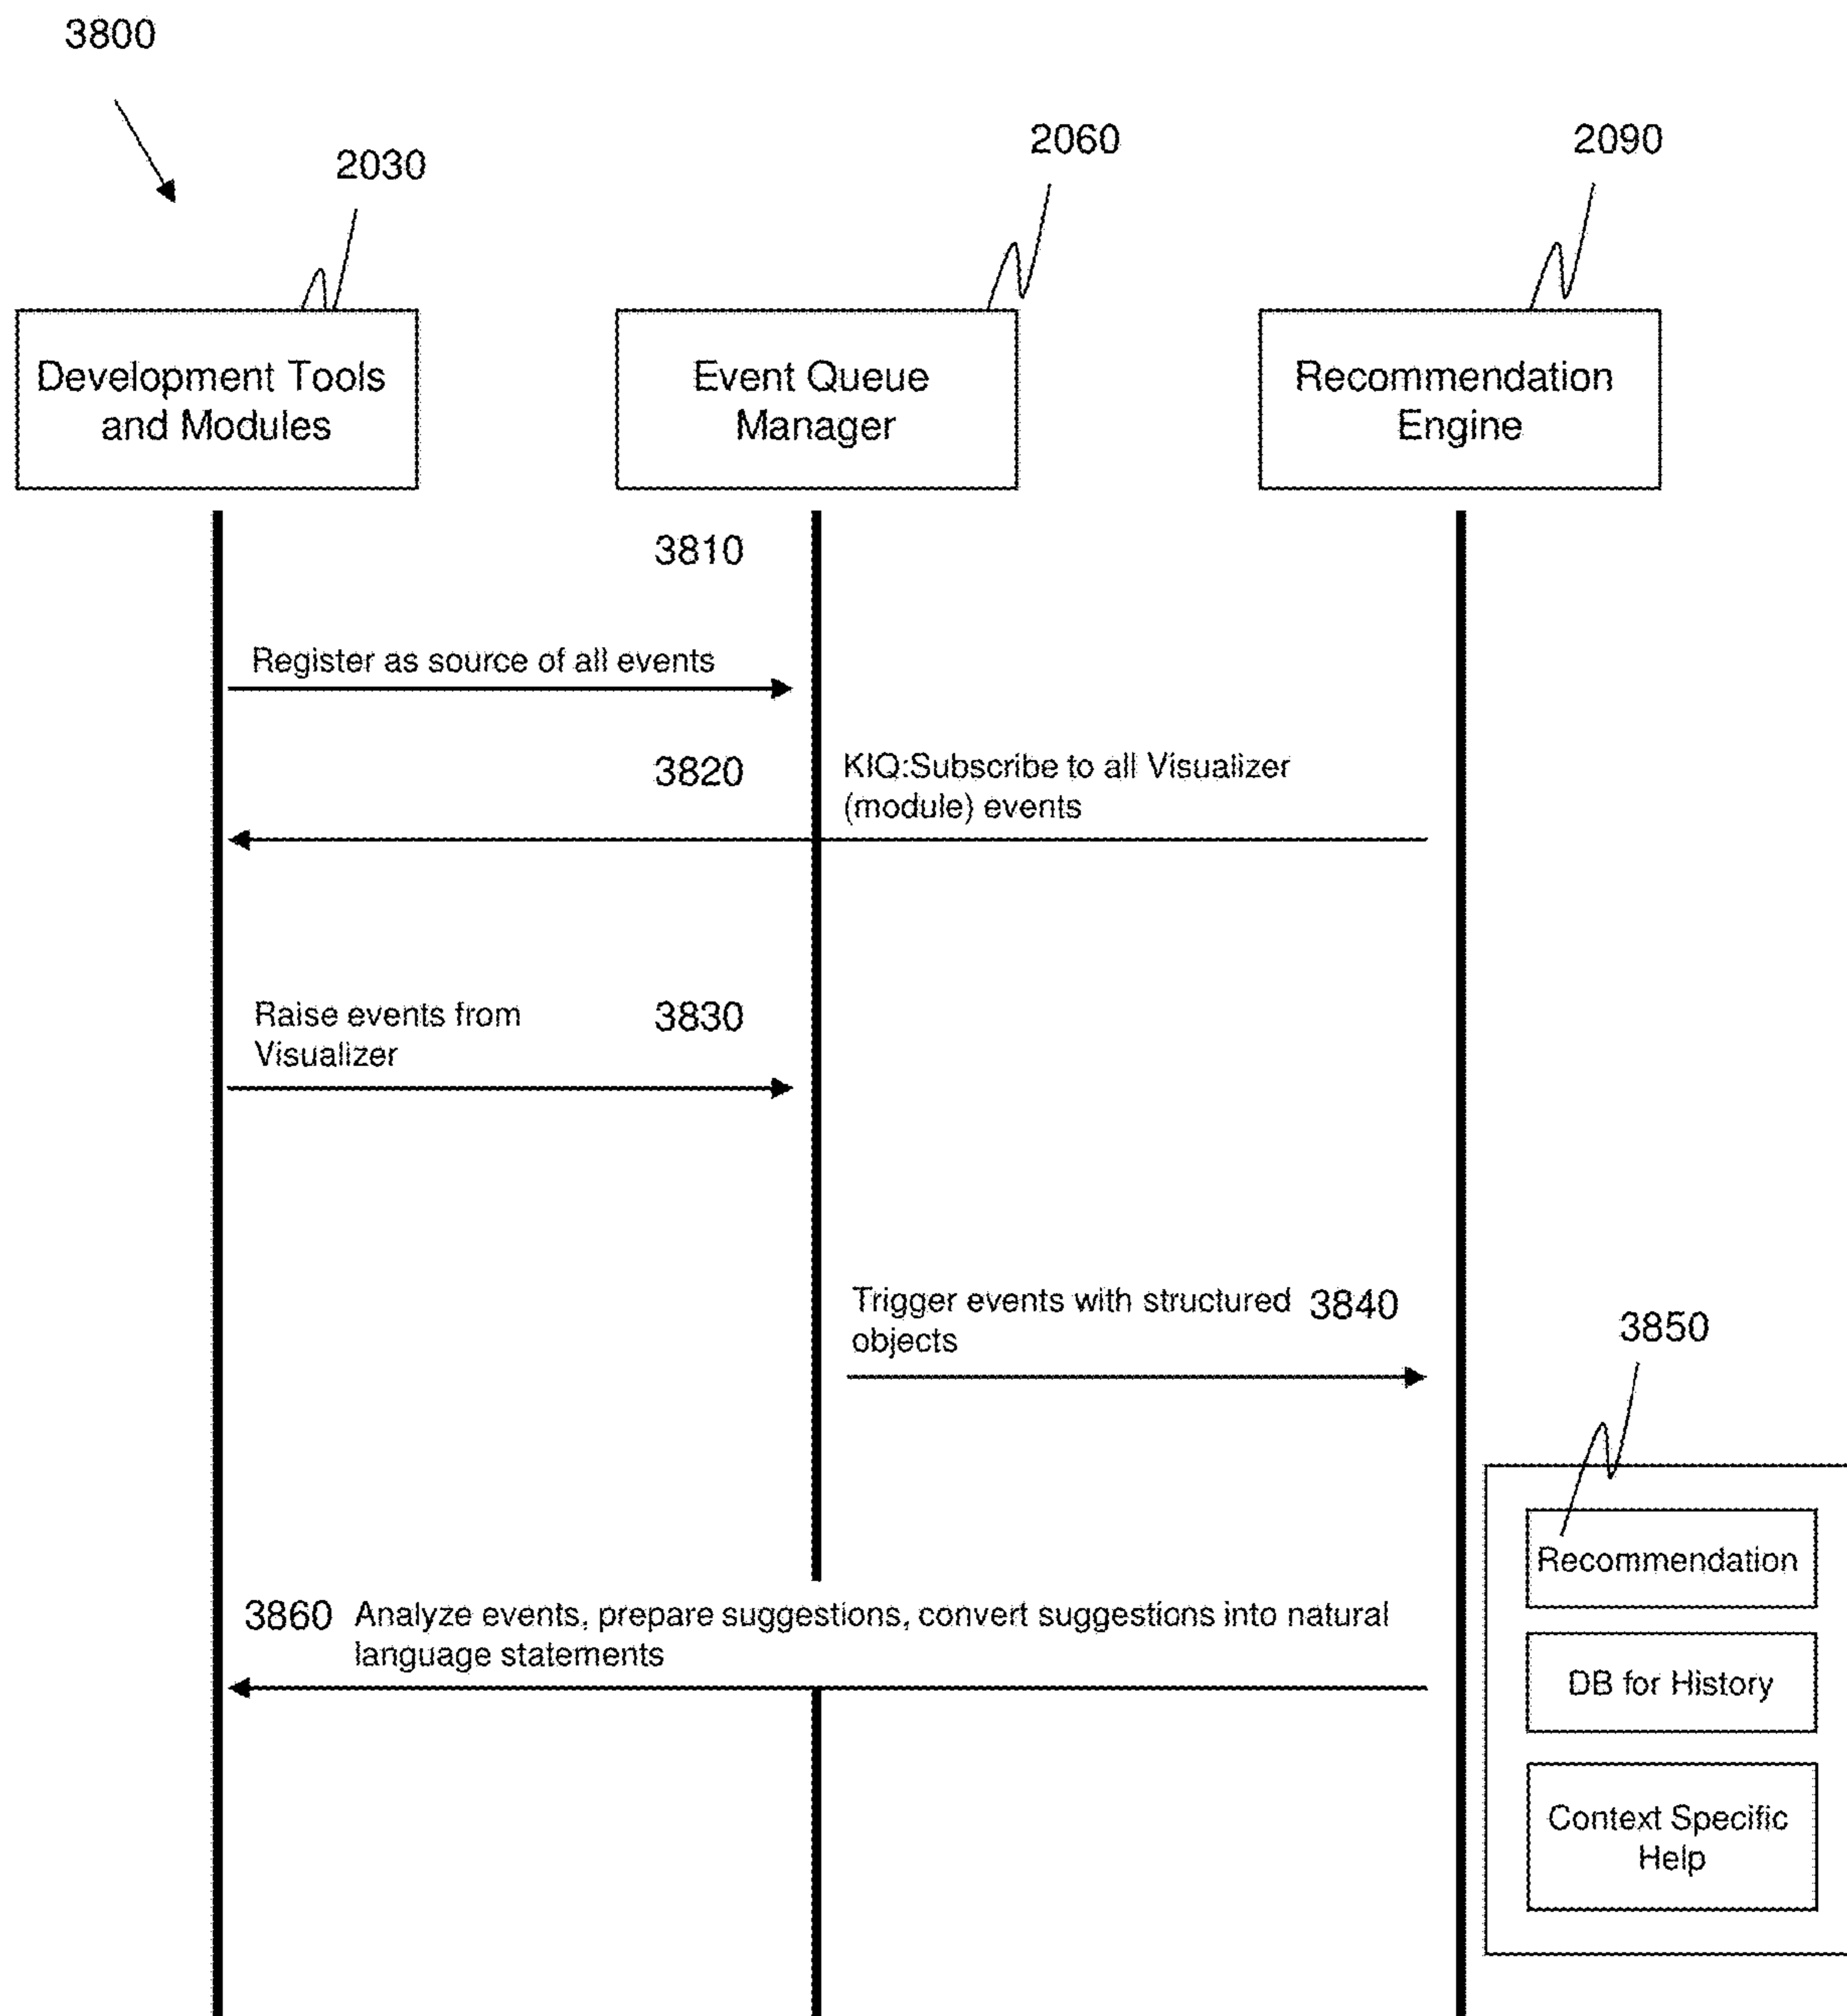 3800
2030
2060
2090
Development Tools
and Modules
Event Queue
Manager
Recommendation
Engine
3810
Register as source of all events
3820
KIQ:Subscribe to all Visualizer
(module) events
Raise events from
Visualizer
3830
Trigger events with structured
objects
3840
3850
Recommendation
DB for History
Context Specific
Help
3860
Analyze events, prepare suggestions, convert suggestions into natural
language statements